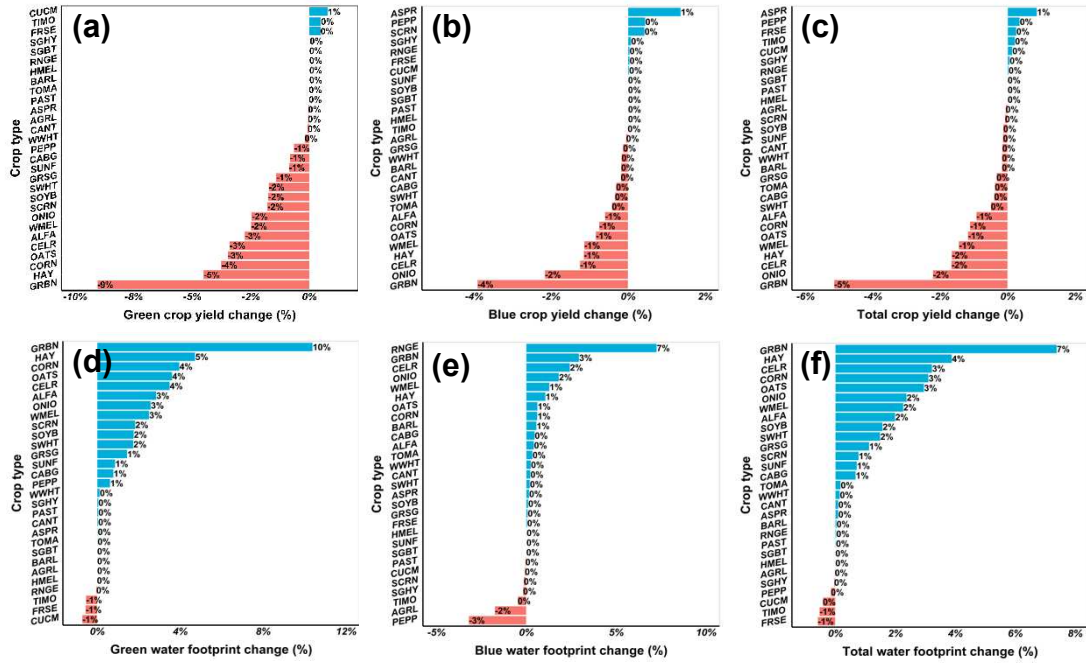 (a)
Crop type
CUCM 1%
TIMO 0%
FRSE 0%
SGHY 0%
SGBT 0%
RNGE 0%
HMEL 0%
BARL 0%
TOMA 0%
PAST 0%
ASPR 0%
AGRL 0%
CANT 0%
WWHT 0%
PEPP -1%
CABG -1%
SUNF -1%
GRSG -1%
SWHT -2%
SOYB -2%
SCRN -2%
ONIO -2%
WMEL -2%
ALFA -3%
CELR -3%
OATS -3%
CORN -4%
HAY -5%
GRBN -9%
-10% -5% -5% 0%
Green crop yield change (%)
(b)
Crop type
ASPR 1%
PEPP 0%
SCRN 0%
SGHY 0%
RNGE 0%
FRSE 0%
CUCM 0%
SUNF 0%
SOYB 0%
SGBT 0%
PAST 0%
HMEL 0%
TIMO 0%
AGRL 0%
GRSG 0%
WWHT 0%
BARL 0%
CANT 0%
CABG 0%
SWHT 0%
TOMA 0%
ALFA -1%
CORN -1%
OATS -1%
WMEL -1%
HAY -1%
CELR -1%
ONIO -2%
GRBN -4%
-4% -2% 0% 2%
Blue crop yield change (%)
(c)
Crop type
ASPR 1%
PEPP 0%
FRSE 0%
TIMO 0%
CUCM 0%
SGHY 0%
RNGE 0%
SGBT 0%
PAST 0%
HMEL 0%
AGRL 0%
SCRN 0%
SOYB 0%
SUNF 0%
CANT 0%
WWHT 0%
BARL 0%
GRSG 0%
TOMA 0%
CABG 0%
SWHT 0%
ALFA -1%
CORN -1%
OATS -1%
WMEL -1%
HAY -2%
CELR -2%
ONIO -2%
GRBN -5%
-6% -4% -2% 0% 2%
Total crop yield change (%)
(d)
Crop type
GRBN 10%
HAY 5%
CORN 4%
OATS 4%
CELR 4%
ALFA 3%
ONIO 3%
WMEL 3%
SCRN 2%
SOYB 2%
SWHT 2%
GRSG 1%
SUNF 1%
CABG 1%
PEPP 1%
WWHT 0%
SGHY 0%
PAST 0%
CANT 0%
ASPR 0%
TOMA 0%
SGBT 0%
BARL 0%
AGRL 0%
HMEL 0%
RNGE 0%
TIMO -1%
FRSE -1%
CUCM -1%
0% 4% 8% 12%
Green water footprint change (%)
(e)
Crop type
RNGE 7%
GRBN 3%
CELR 2%
ONIO 2%
WMEL 1%
HAY 1%
OATS 1%
CORN 1%
BARL 1%
CABG 0%
ALFA 0%
TOMA 0%
WWHT 0%
CANT 0%
SWHT 0%
ASPR 0%
SOYB 0%
GRSG 0%
FRSE 0%
HMEL 0%
SUNF 0%
SGBT 0%
PAST 0%
CUCM 0%
SCRN 0%
SGHY 0%
TIMO 0%
AGRL -2%
PEPP -3%
-5% 0% 5% 10%
Blue water footprint change (%)
(f)
Crop type
GRBN 7%
HAY 4%
CELR 3%
CORN 3%
OATS 3%
ONIO 2%
WMEL 2%
ALFA 2%
SOYB 2%
SWHT 2%
GRSG 1%
SCRN 1%
SUNF 1%
CABG 1%
TOMA 0%
WWHT 0%
CANT 0%
ASPR 0%
BARL 0%
RNGE 0%
PAST 0%
SGBT 0%
HMEL 0%
AGRL 0%
SGHY 0%
PEPP 0%
CUCM 0%
TIMO -1%
FRSE -1%
0% 2% 4% 6% 8%
Total water footprint change (%)